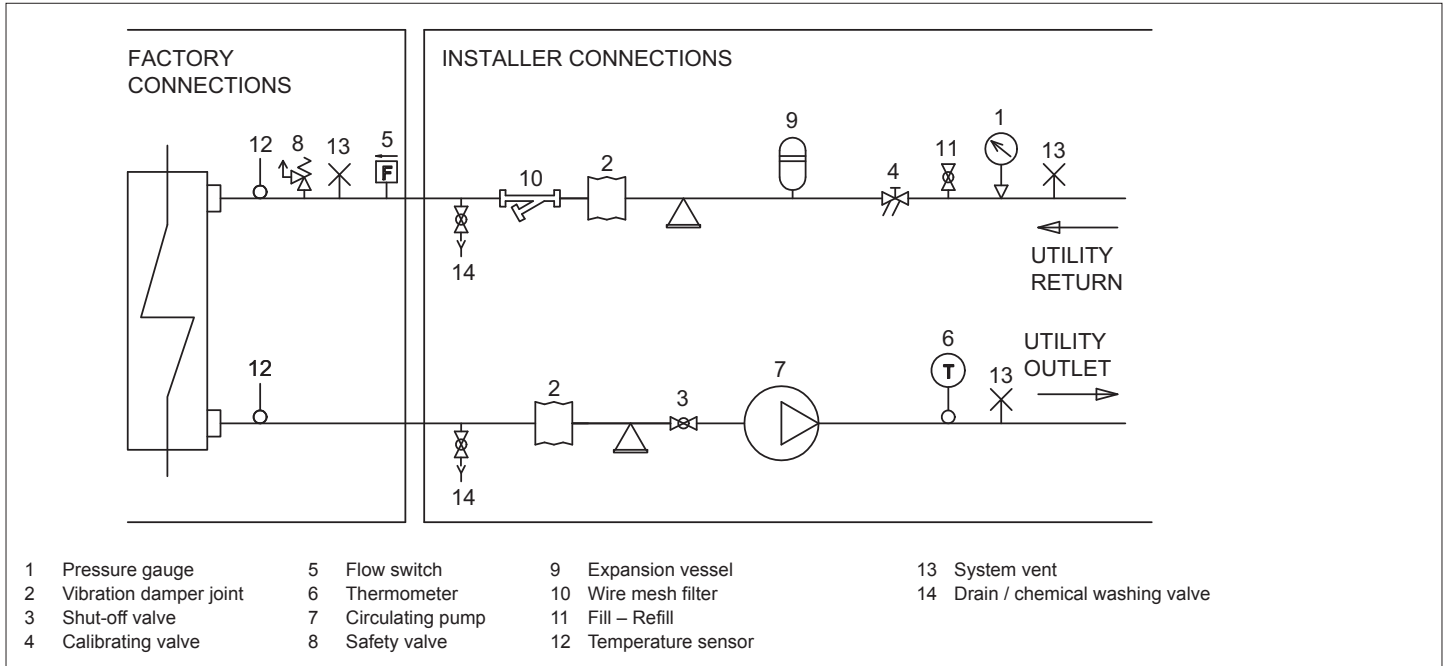 FACTORY
CONNECTIONS
INSTALLER CONNECTIONS
12
8
13
5
F
10
2
9
4
11
1
13
14
UTILITY
RETURN
12
2
3
7
6
T
13
UTILITY
OUTLET
14
1 Pressure gauge
2 Vibration damper joint
3 Shut-off valve
4 Calibrating valve
5 Flow switch
6 Thermometer
7 Circulating pump
8 Safety valve
9 Expansion vessel
10 Wire mesh filter
11 Fill – Refill
12 Temperature sensor
13 System vent
14 Drain / chemical washing valve